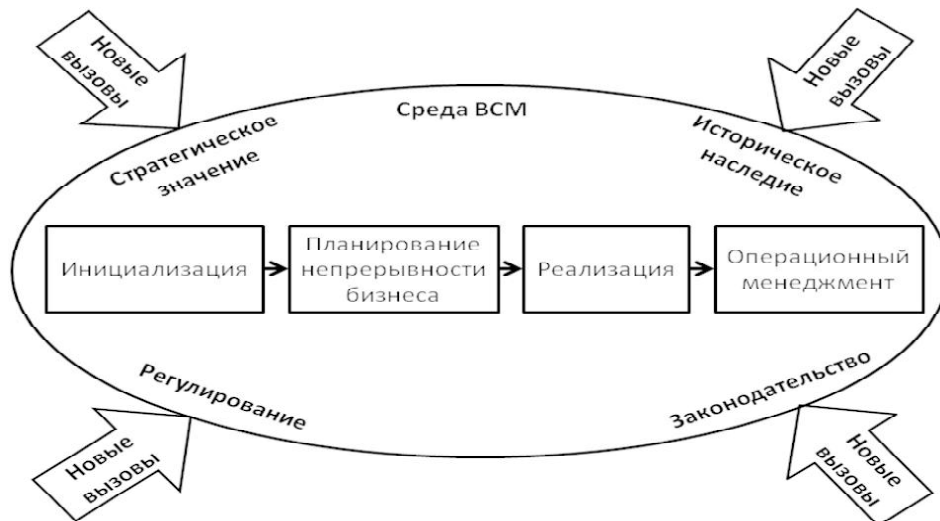 Новые
вызовы
Новые
вызовы
Среда ВСМ
Стратегическое
значение
Историческое
наследие
Инициализация
Планирование
непрерывности
бизнеса
Реализация
Операционный
менеджмент
Регулирование
Законодательство
Новые
вызовы
Новые
вызовы